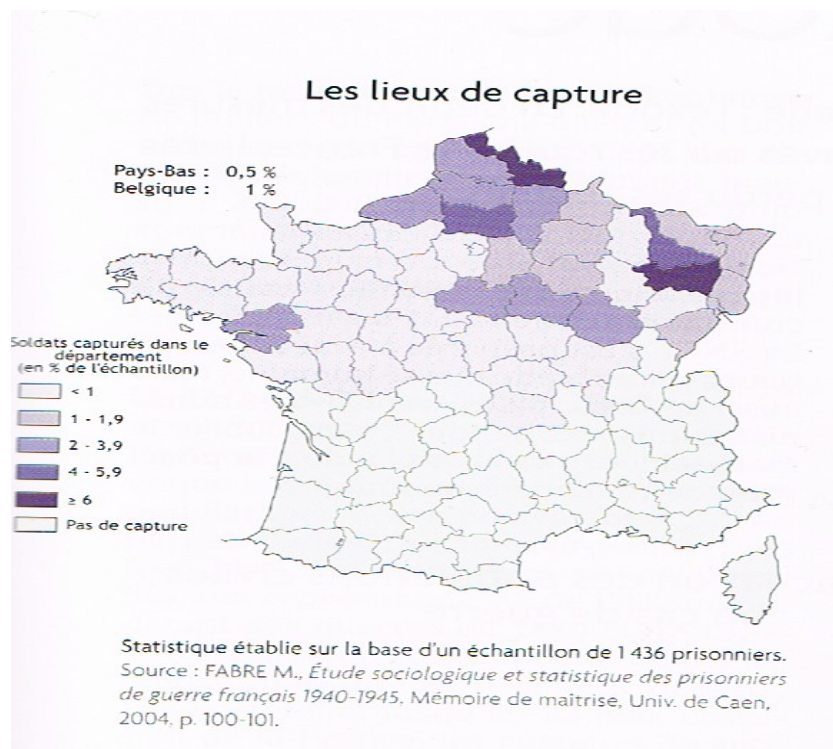 Les lieux de capture
Pays-Bas : 0,5 %
Belgique : 1 %
Soldats capturés dans le
département
(en % de l'échantillon)
< 1
1 - 1,9
2 - 3,9
4 - 5,9
≥ 6
Pas de capture
Statistique établie sur la base d'un échantillon de 1 436 prisonniers.
Source : FABRE M., Étude sociologique et statistique des prisonniers
de guerre français 1940-1945, Mémoire de maîtrise, Univ. de Caen,
2004, p. 100-101.